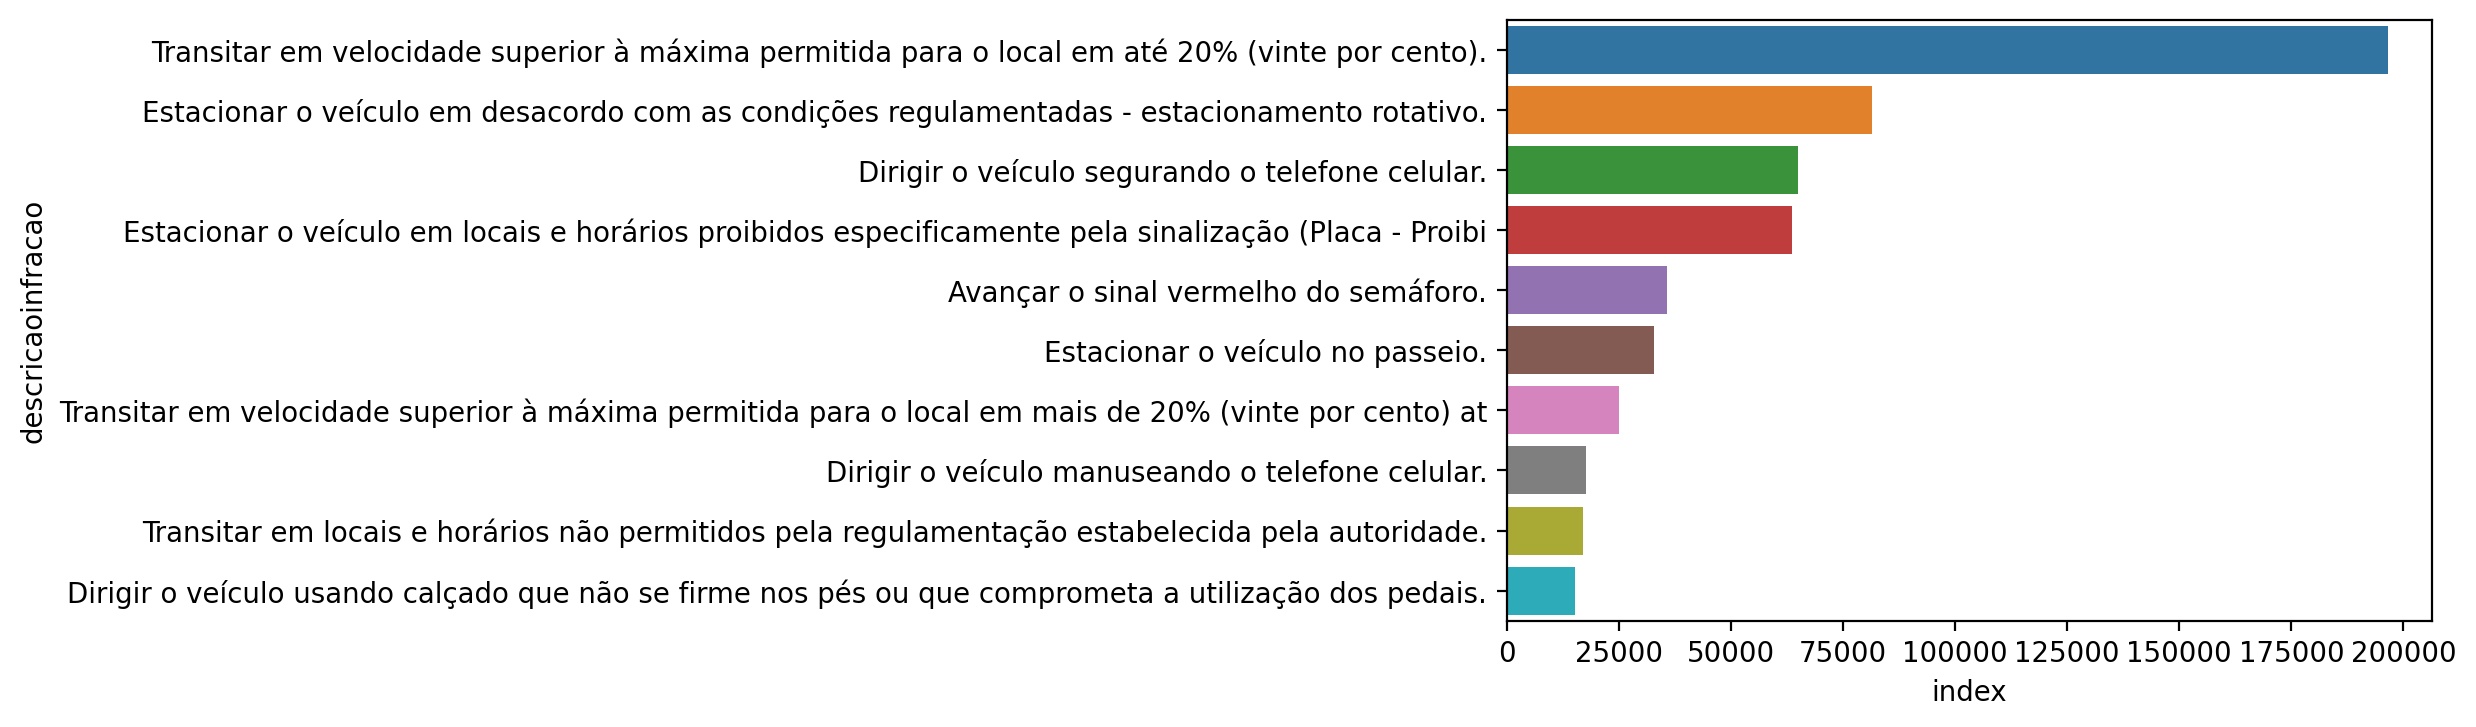 Transitar em velocidade superior à máxima permitida para o local em até 20% (vinte por cento).
Estacionar o veículo em desacordo com as condições regulamentadas - estacionamento rotativo.
Dirigir o veículo segurando o telefone celular.
Estacionar o veículo em locais e horários proibidos especificamente pela sinalização (Placa - Proibi
Avançar o sinal vermelho do semáforo.
Estacionar o veículo no passeio.
Transitar em velocidade superior à máxima permitida para o local em mais de 20% (vinte por cento) at
Dirigir o veículo manuseando o telefone celular.
Transitar em locais e horários não permitidos pela regulamentação estabelecida pela autoridade.
Dirigir o veículo usando calçado que não se firme nos pés ou que comprometa a utilização dos pedais.
descricaoinfracao
0 25000 50000 75000 100000 125000 150000 175000 200000
index